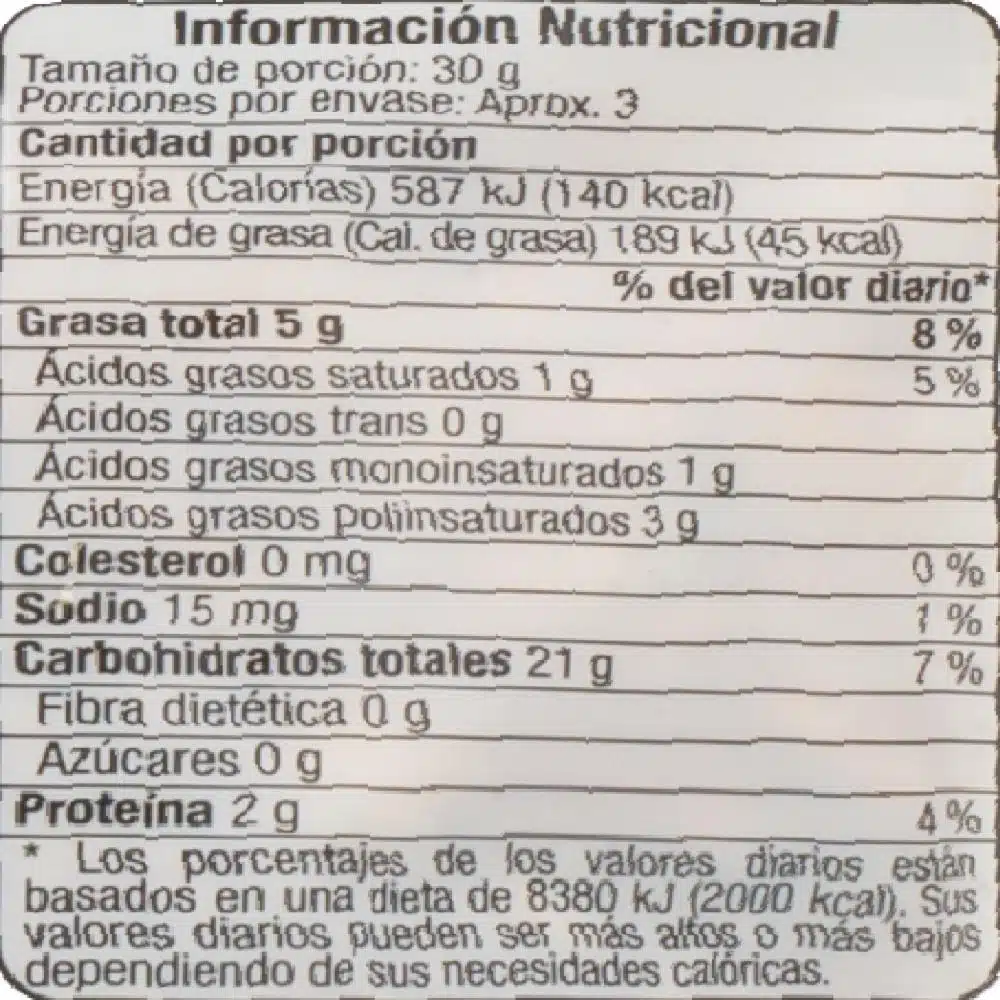 Información Nutricional
Tamaño de porción: 30 g
Porciones por envase: Aprox. 3
Cantidad por porción
Energía (Calorías) 587 kJ (140 kcal)
Energía de grasa (Cal. de grasa) 189 kJ (45 kcal)
% del valor diario*
Grasa total 5 g 8 %
Ácidos grasos saturados 1 g 5 %
Ácidos grasos trans 0 g
Ácidos grasos monoinsaturados 1 g
Ácidos grasos poliinsaturados 3 g
Colesterol 0 mg 0 %
Sodio 15 mg 1 %
Carbohidratos totales 21 g 7 %
Fibra dietética 0 g
Azúcares 0 g
Proteína 2 g 4 %
* Los porcentajes de los valores diarios están
basados en una dieta de 8380 kJ (2000 kcal). Sus
valores diarios pueden ser más altos o más bajos
dependiendo de sus necesidades calóricas.